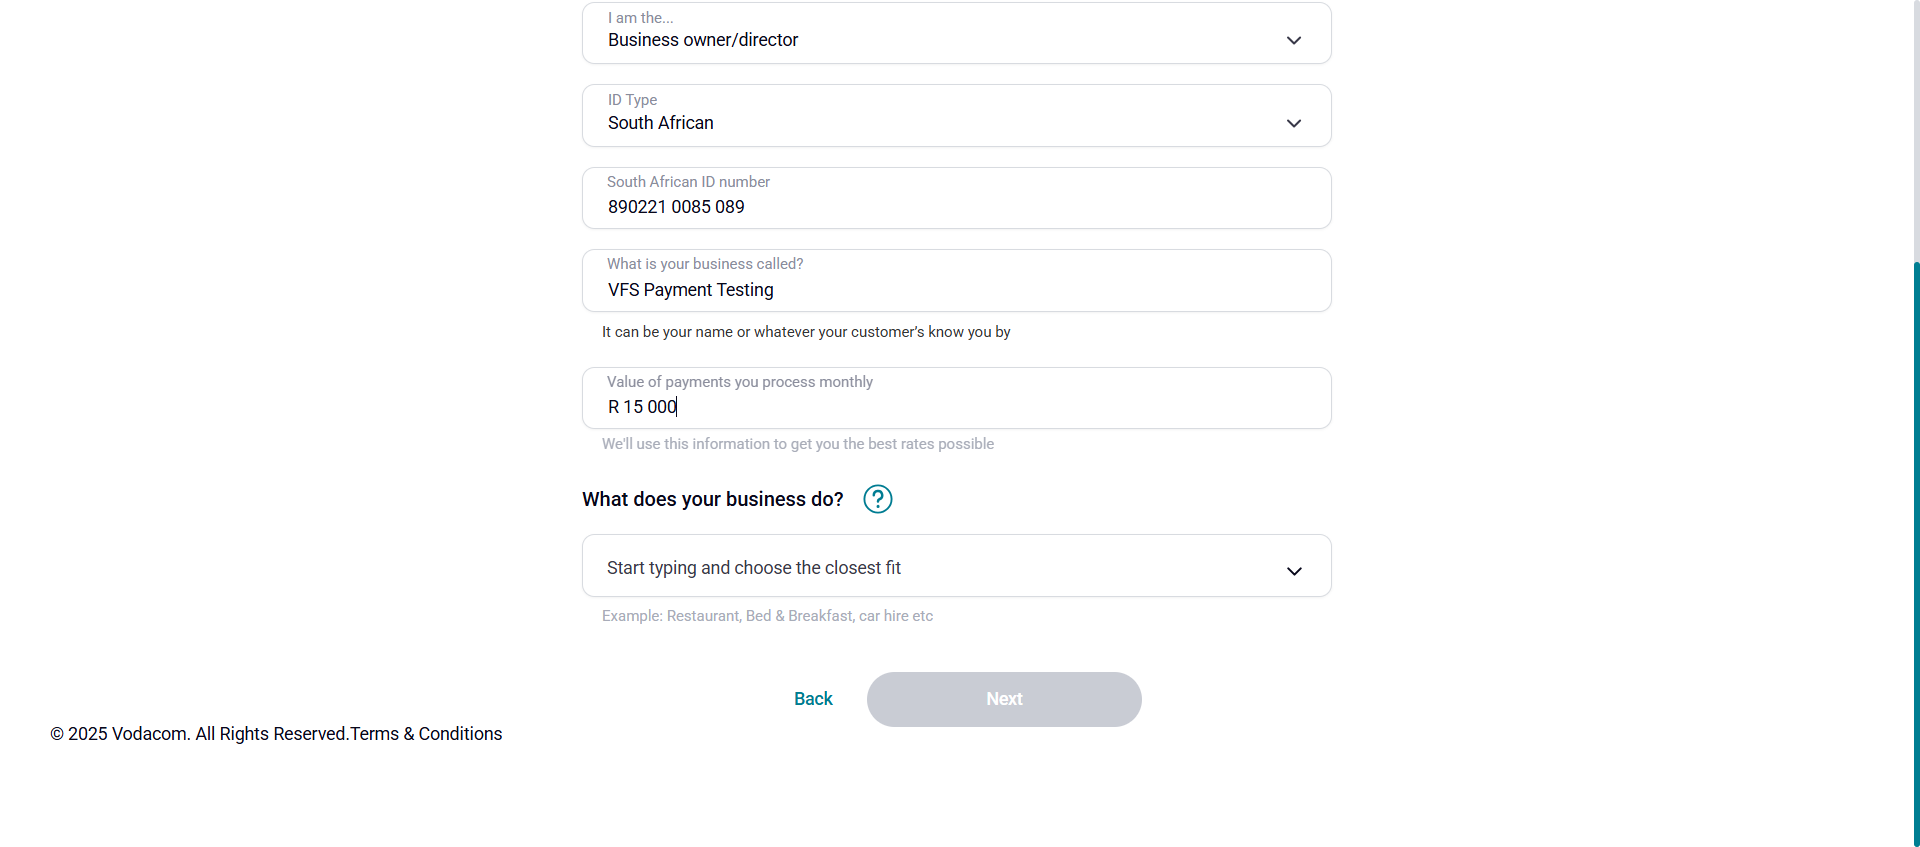 I am the...
Business owner/director
ID Type
South African
South African ID number
890221 0085 089
What is your business called?
VFS Payment Testing
It can be your name or whatever your customer’s know you by
Value of payments you process monthly
R 15 000
We'll use this information to get you the best rates possible
What does your business do?
?
Start typing and choose the closest fit
Example: Restaurant, Bed & Breakfast, car hire etc
Back
Next
© 2025 Vodacom. All Rights Reserved.Terms & Conditions